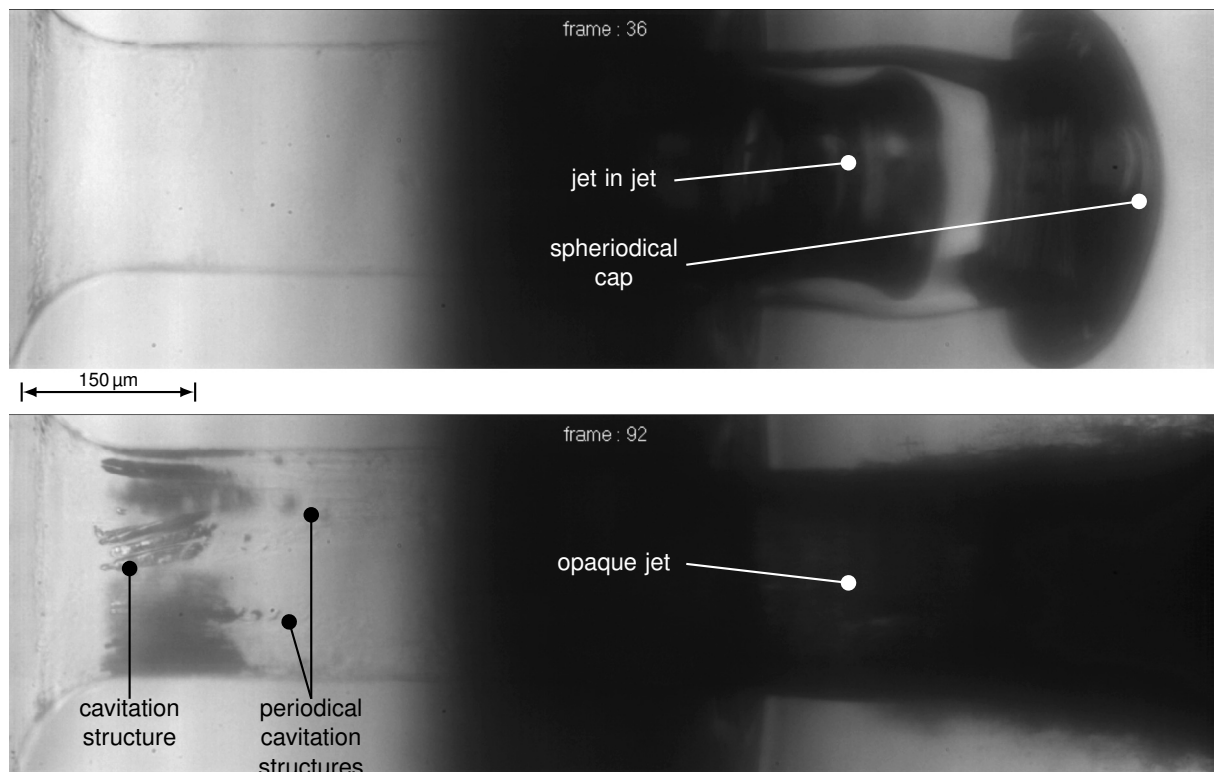 frame : 36
jet in jet
spheriodical
cap
150 µm
frame : 92
opaque jet
cavitation
structure
periodical
cavitation
structures